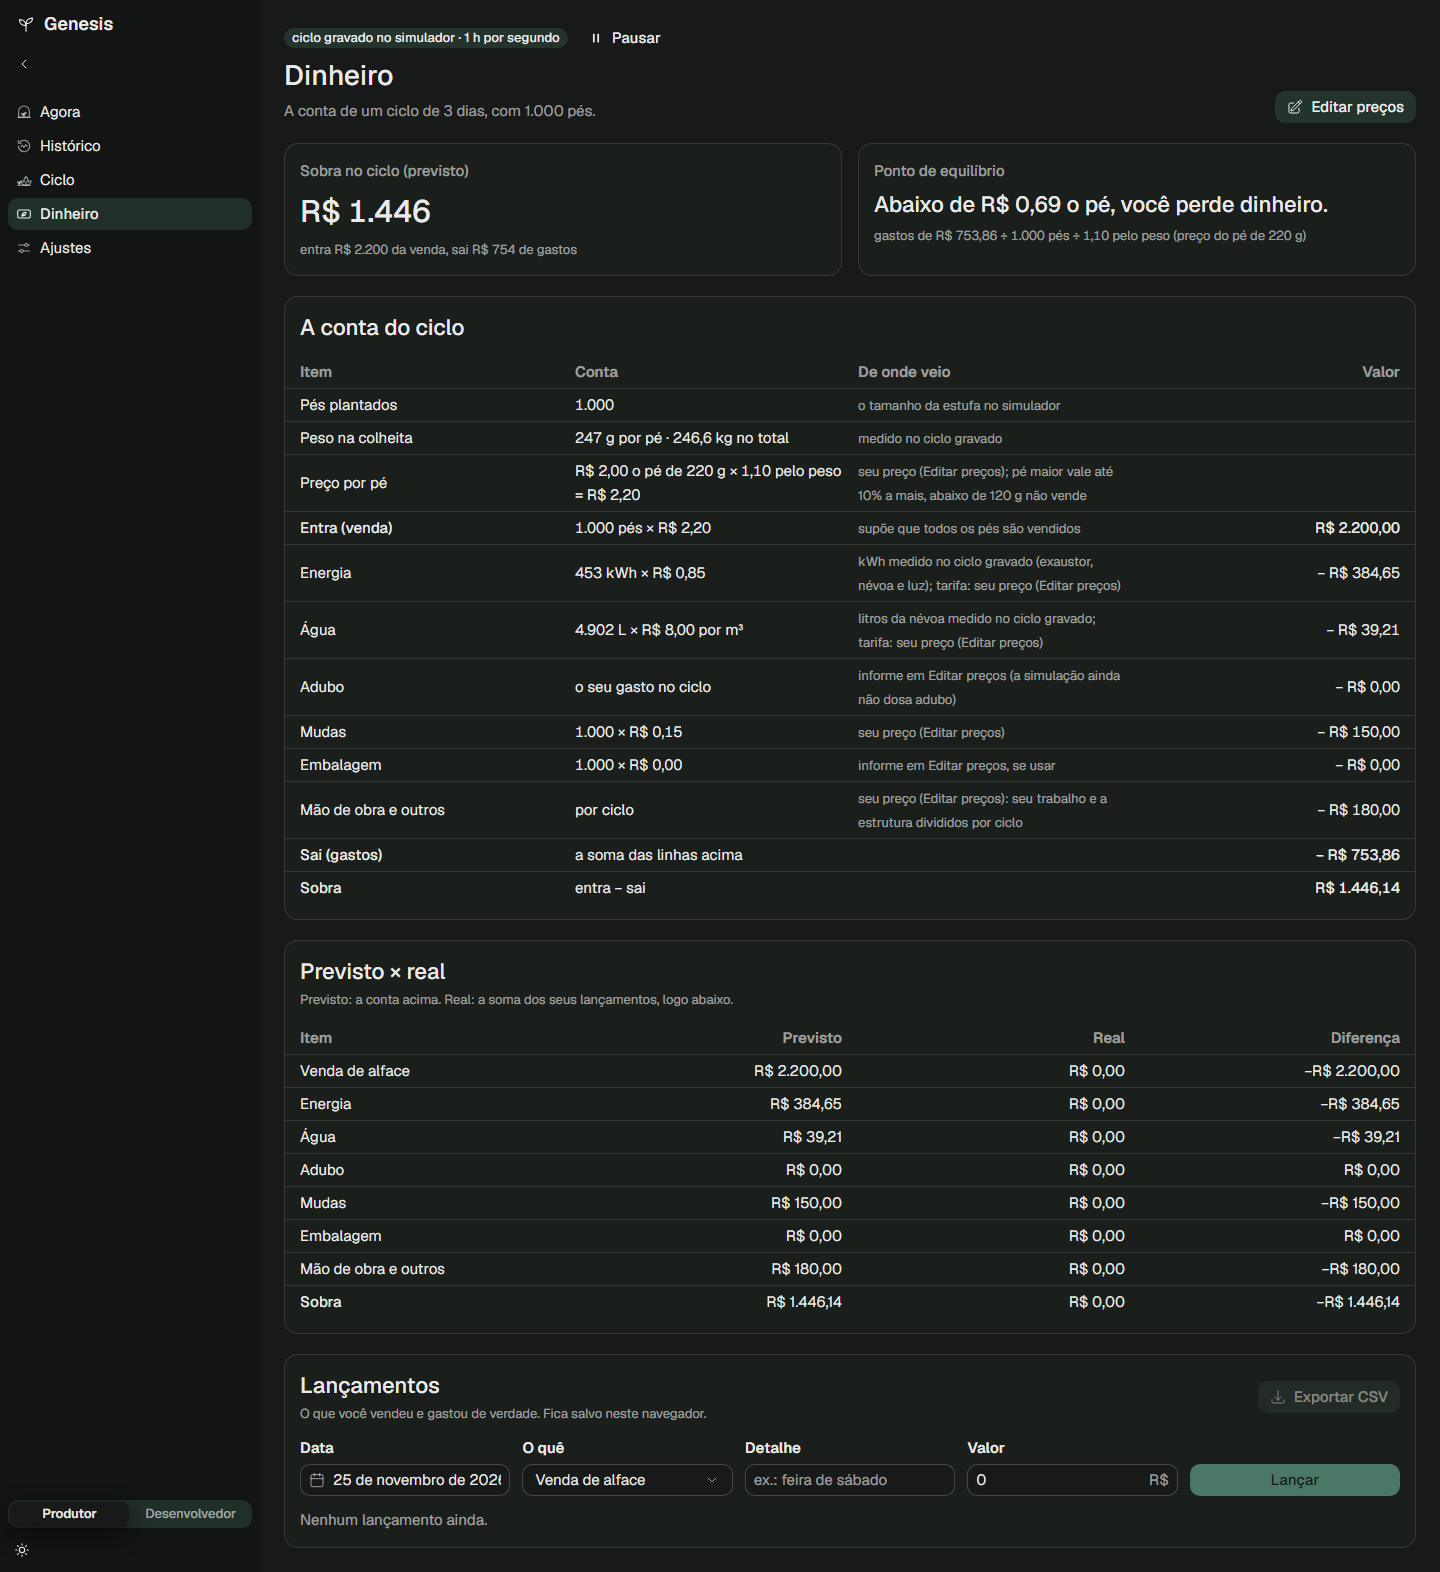 Genesis
Agora
Histórico
Ciclo
Dinheiro
Ajustes
Produtor Desenvolvedor
ciclo gravado no simulador · 1 h por segundo Pausar
Dinheiro
A conta de um ciclo de 3 dias, com 1.000 pés.
Editar preços
Sobra no ciclo (previsto)
R$ 1.446
entra R$ 2.200 da venda, sai R$ 754 de gastos
Ponto de equilíbrio
Abaixo de R$ 0,69 o pé, você perde dinheiro.
gastos de R$ 753,86 ÷ 1.000 pés ÷ 1,10 pelo peso (preço do pé de 220 g)
A conta do ciclo
Item Conta De onde veio Valor
Pés plantados 1.000 o tamanho da estufa no simulador
Peso na colheita 247 g por pé · 246,6 kg no total medido no ciclo gravado
Preço por pé R$ 2,00 o pé de 220 g × 1,10 pelo peso seu preço (Editar preços); pé maior vale até
= R$ 2,20 10% a mais, abaixo de 120 g não vende
Entra (venda) 1.000 pés × R$ 2,20 supõe que todos os pés são vendidos R$ 2.200,00
Energia 453 kWh × R$ 0,85 kWh medido no ciclo gravado (exaustor,
névoa e luz); tarifa: seu preço (Editar preços) – R$ 384,65
Água 4.902 L × R$ 8,00 por m³ litros da névoa medido no ciclo gravado;
tarifa: seu preço (Editar preços) – R$ 39,21
Adubo o seu gasto no ciclo informe em Editar preços (a simulação ainda
não dosa adubo) – R$ 0,00
Mudas 1.000 × R$ 0,15 seu preço (Editar preços) – R$ 150,00
Embalagem 1.000 × R$ 0,00 informe em Editar preços, se usar – R$ 0,00
Mão de obra e outros por ciclo seu preço (Editar preços): seu trabalho e a
estrutura divididos por ciclo – R$ 180,00
Sai (gastos) a soma das linhas acima – R$ 753,86
Sobra entra – sai R$ 1.446,14
Previsto × real
Previsto: a conta acima. Real: a soma dos seus lançamentos, logo abaixo.
Item Previsto Real Diferença
Venda de alface R$ 2.200,00 R$ 0,00 –R$ 2.200,00
Energia R$ 384,65 R$ 0,00 –R$ 384,65
Água R$ 39,21 R$ 0,00 –R$ 39,21
Adubo R$ 0,00 R$ 0,00 R$ 0,00
Mudas R$ 150,00 R$ 0,00 –R$ 150,00
Embalagem R$ 0,00 R$ 0,00 R$ 0,00
Mão de obra e outros R$ 180,00 R$ 0,00 –R$ 180,00
Sobra R$ 1.446,14 R$ 0,00 –R$ 1.446,14
Lançamentos
O que você vendeu e gastou de verdade. Fica salvo neste navegador.
Exportar CSV
Data O quê Detalhe Valor
25 de novembro de 2026 Venda de alface ex.: feira de sábado 0 R$ Lançar
Nenhum lançamento ainda.